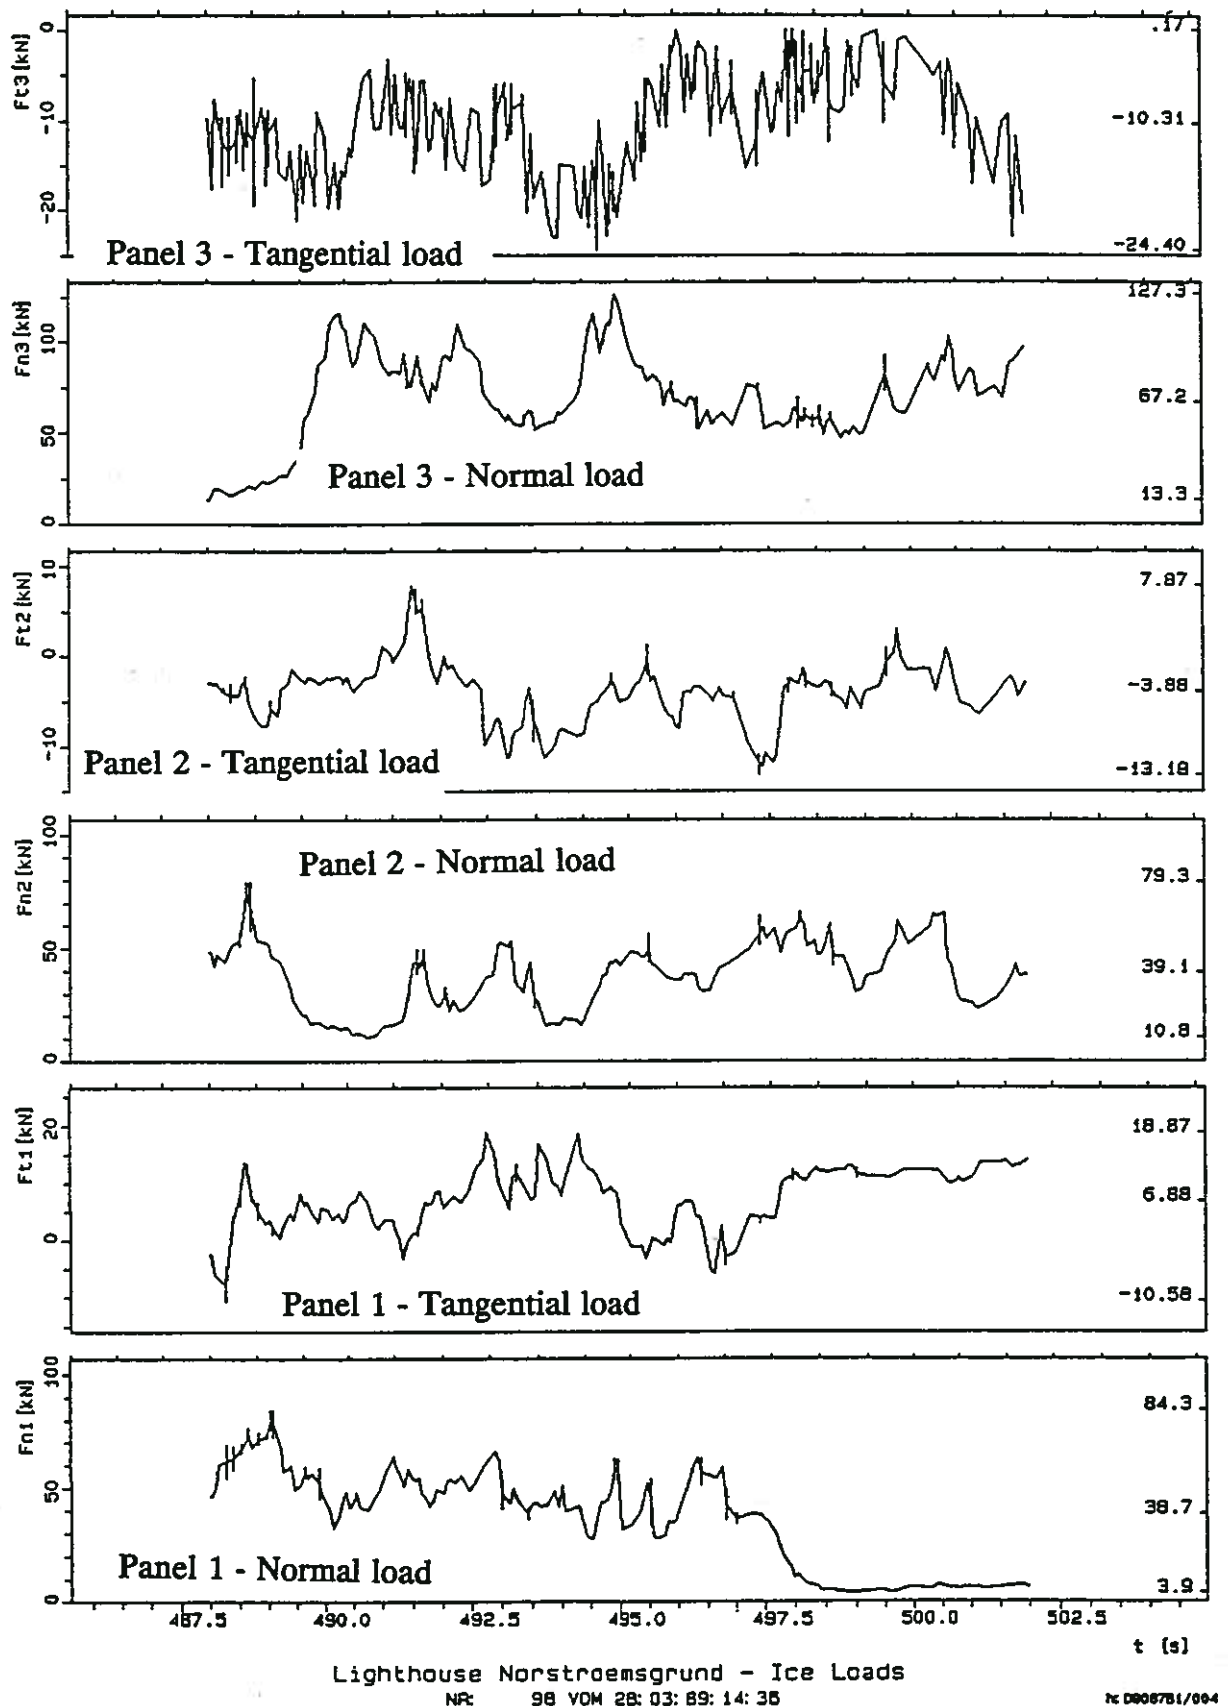 Ft3 [kN]
0
-10
-20
.17
-10.31
-24.40
Panel 3 - Tangential load
Fn3 [kN]
100
50
0
127.3
67.2
13.3
Panel 3 - Normal load
Ft2 [kN]
10
0
-10
7.87
-3.88
-13.18
Panel 2 - Tangential load
Fn2 [kN]
100
50
0
79.3
39.1
10.8
Panel 2 - Normal load
Ft1 [kN]
20
0
18.87
6.88
-10.58
Panel 1 - Tangential load
Fn1 [kN]
100
50
0
84.3
38.7
3.9
Panel 1 - Normal load
487.5 490.0 492.5 495.0 497.5 500.0 502.5
t [s]
Lighthouse Norstroemsgrund - Ice Loads
NR: 98 VOM 28:03:89:14:35